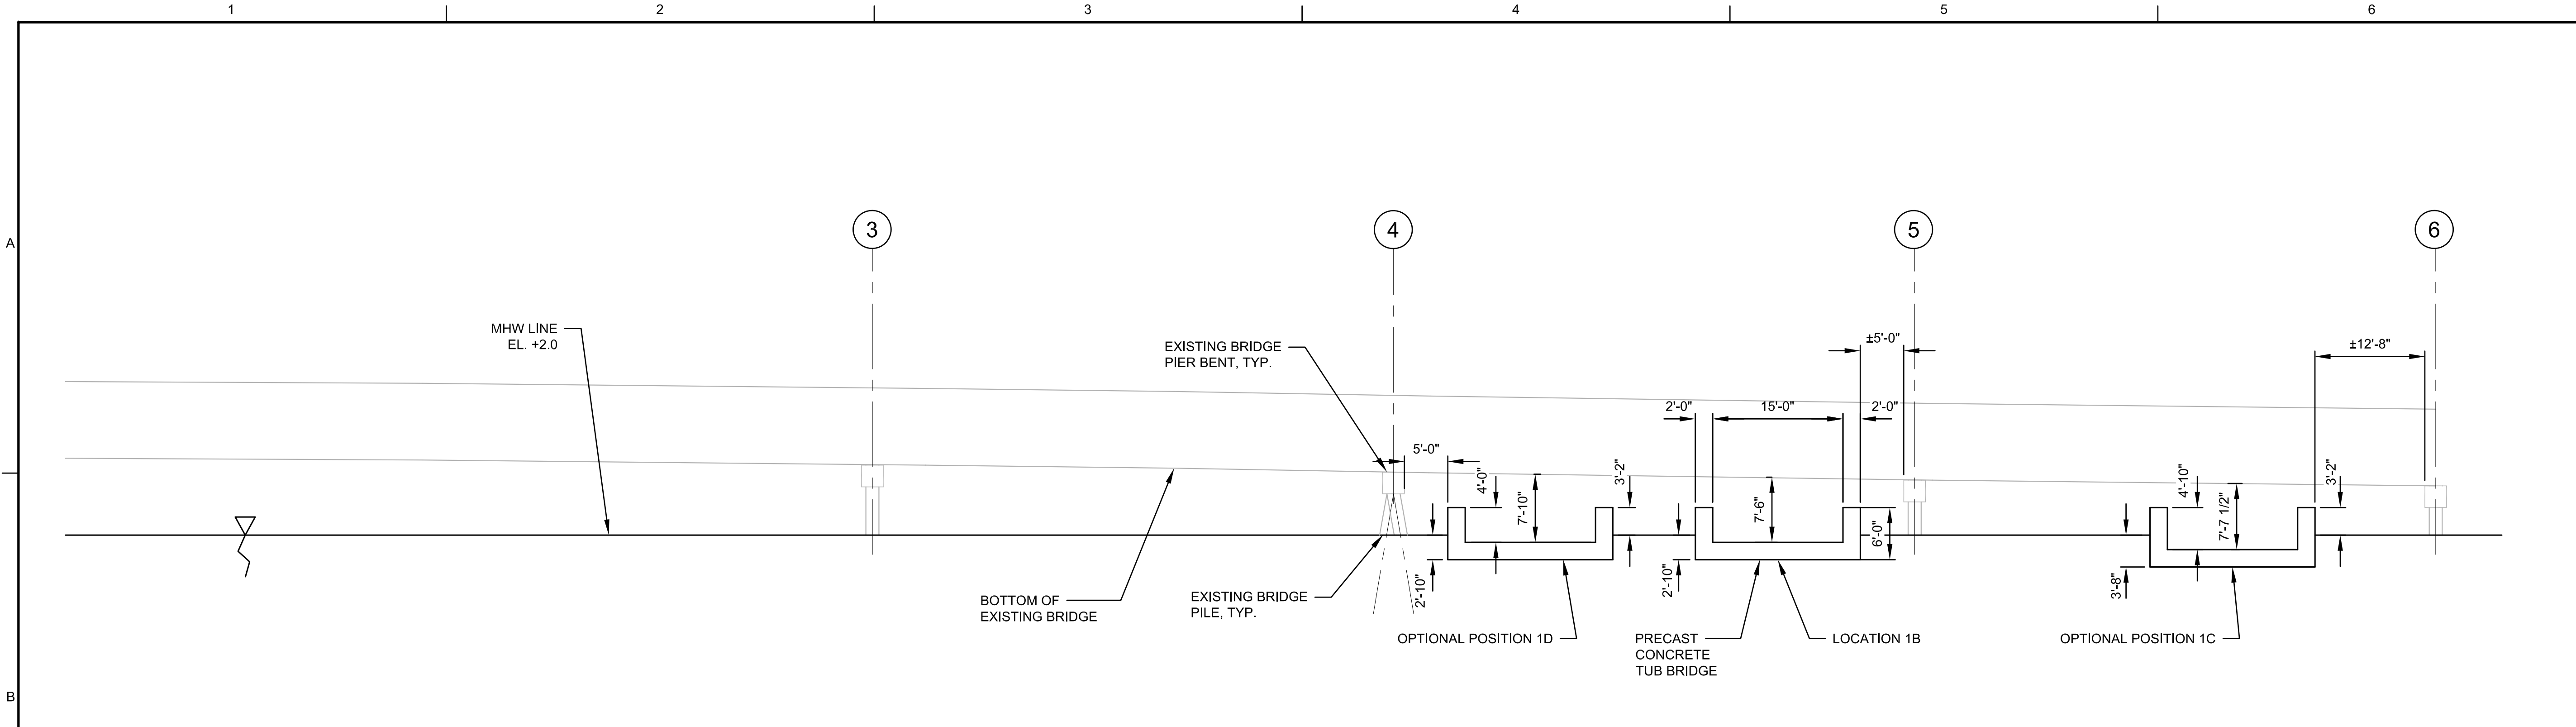 1 2 3 4 5 6
A
B
3 4 5 6
MHW LINE
EL. +2.0
EXISTING BRIDGE
PIER BENT, TYP.
±5'-0"
±12'-8"
2'-0" 15'-0" 2'-0"
5'-0"
4'-0"
7'-10"
3'-2"
7'-6"
6'-0"
4'-10"
7'-7 1/2"
3'-2"
2'-10"
2'-10"
3'-8"
BOTTOM OF
EXISTING BRIDGE
EXISTING BRIDGE
PILE, TYP.
OPTIONAL POSITION 1D
PRECAST
CONCRETE
TUB BRIDGE
LOCATION 1B
OPTIONAL POSITION 1C